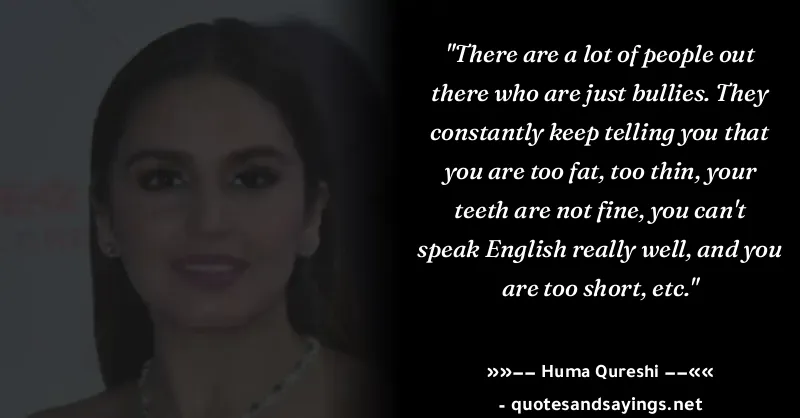 "There are a lot of people out
there who are just bullies. They
constantly keep telling you that
you are too fat, too thin, your
teeth are not fine, you can't
speak English really well, and you
are too short, etc."
»»–– Huma Qureshi ––««
- quotesandsayings.net